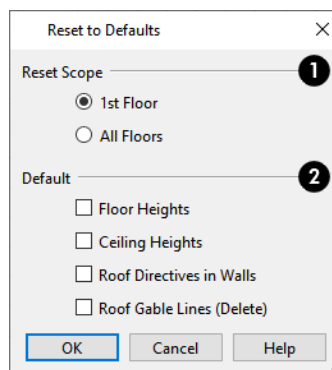 Reset to Defaults
Reset Scope 1
1st Floor
All Floors
Default 2
Floor Heights
Ceiling Heights
Roof Directives in Walls
Roof Gable Lines (Delete)
OK Cancel Help